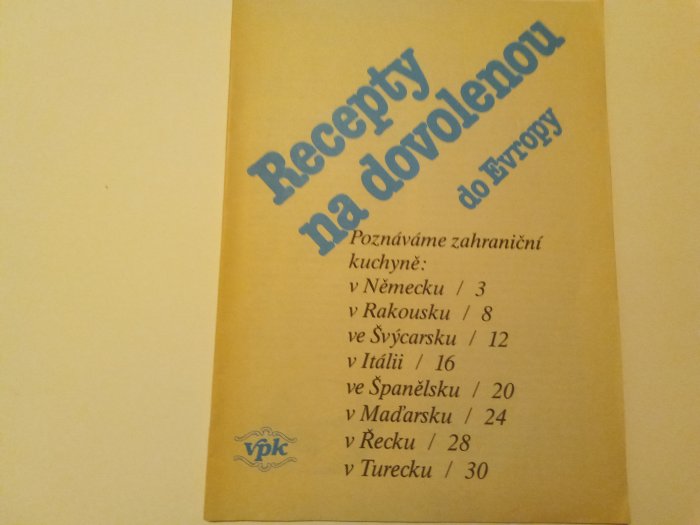 Recepty
na dovolenou
do Evropy
Poznáváme zahraniční
kuchyně:
v Německu / 3
v Rakousku / 8
ve Švýcarsku / 12
v Itálii / 16
ve Španělsku / 20
v Maďarsku / 24
v Řecku / 28
v Turecku / 30
vpk